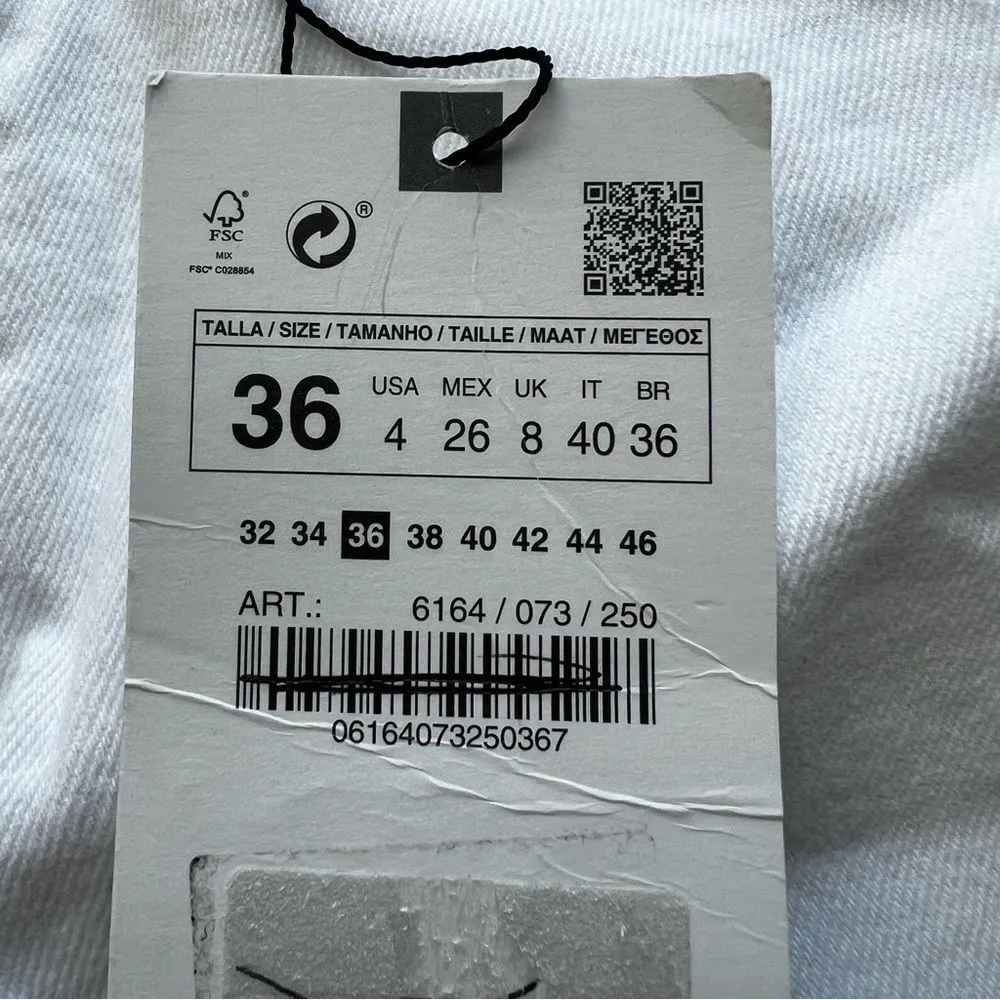 FSC ®
MIX
FSC® C028854
®
TALLA / SIZE / TAMANHO / TAILLE / MAAT / ΜΕΓΕΘΟΣ
36
USA MEX UK IT BR
4 26 8 40 36
32 34 36 38 40 42 44 46
ART.: 6164 / 073 / 250
06164073250367